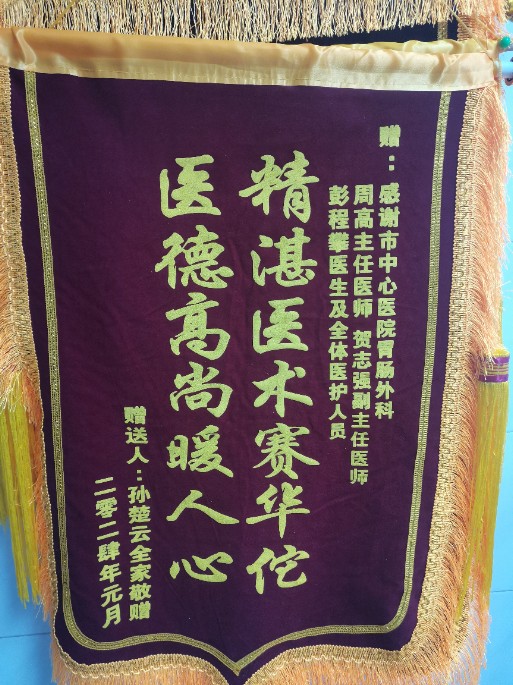 赠：感谢市中心医院胃肠外科
周高主任医师 贺志强副主任医师
彭程攀医生及全体医护人员
精湛医术赛华佗
医德高尚暖人心
赠送人：孙楚云全家敬赠
二零二肆年元月